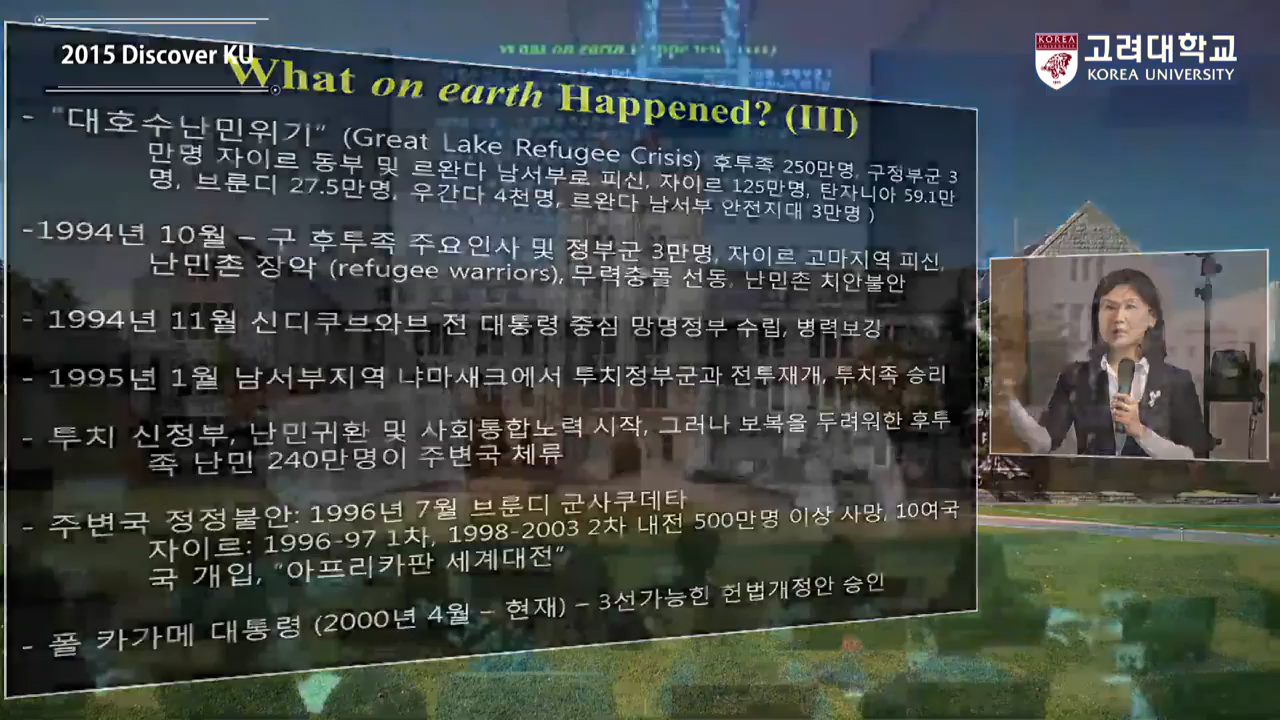 2015 Discover KU
고려대학교
KOREA UNIVERSITY
What on earth Happened? (III)
- "대호수난민위기" (Great Lake Refugee Crisis) 후투족 250만명, 구정부군 3
만명 자이르 동부 및 르완다 남서부로 피신, 자이르 125만명, 탄자니아 59.1만
명, 브룬디 27.5만명, 우간다 4천명, 르완다 남서부 안전지대 3만명 )
-1994년 10월 – 구 후투족 주요인사 및 정부군 3만명, 자이르 고마지역 피신,
난민촌 장악 (refugee warriors), 무력충돌 선동, 난민촌 치안불안
- 1994년 11월 신디쿠브와브 전 대통령 중심 망명정부 수립, 병력보강
- 1995년 1월 남서부지역 냐마새크에서 투치정부군과 전투재개, 투치족 승리
- 투치 신정부, 난민귀환 및 사회통합노력 시작, 그러나 보복을 두려워한 후투
족 난민 240만명이 주변국 체류
- 주변국 정정불안: 1996년 7월 브룬디 군사쿠데타
자이르: 1996-97 1차, 1998-2003 2차 내전 500만명 이상 사망, 10여국
국 개입, "아프리카판 세계대전"
- 폴 카가메 대통령 (2000년 4월 – 현재) – 3선가능힌 헌법개정안 승인